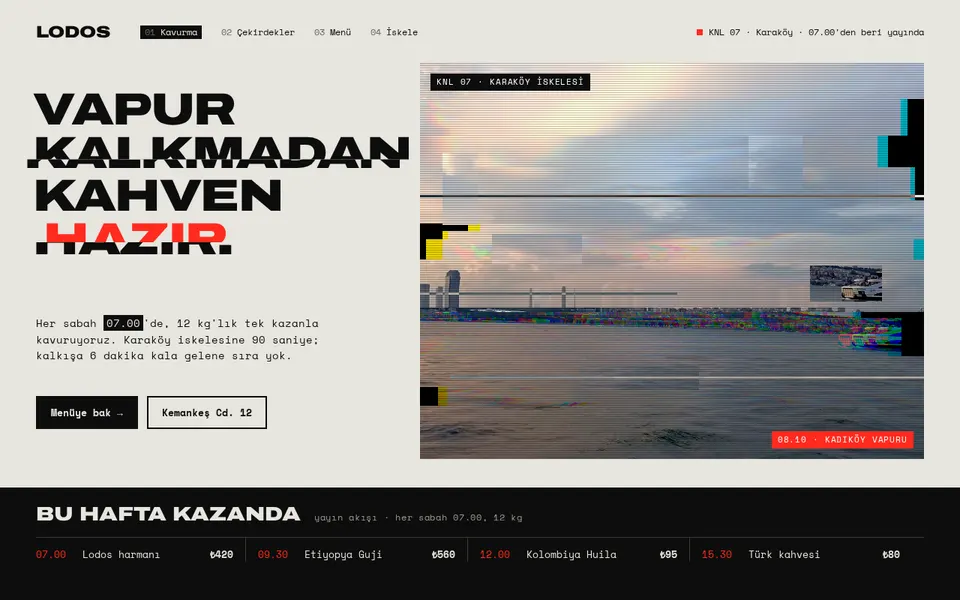 LODOS
01 Kavurma
02 Çekirdekler
03 Menü
04 İskele
KNL 07 · Karaköy · 07.00'den beri yayında
VAPUR
KALKMADAN
KAHVEN
HAZIR.
Her sabah 07.00'de, 12 kg'lık tek kazanla
kavuruyoruz. Karaköy iskelesine 90 saniye;
kalkışa 6 dakika kala gelene sıra yok.
Menüye bak →
Kemankeş Cd. 12
KNL 07 · KARAKÖY İSKELESİ
08.10 · KADIKÖY VAPURU
BU HAFTA KAZANDA
yayın akışı · her sabah 07.00, 12 kg
07.00 Lodos harmanı ₺420
09.30 Etiyopya Guji ₺560
12.00 Kolombiya Huila ₺95
15.30 Türk kahvesi ₺80